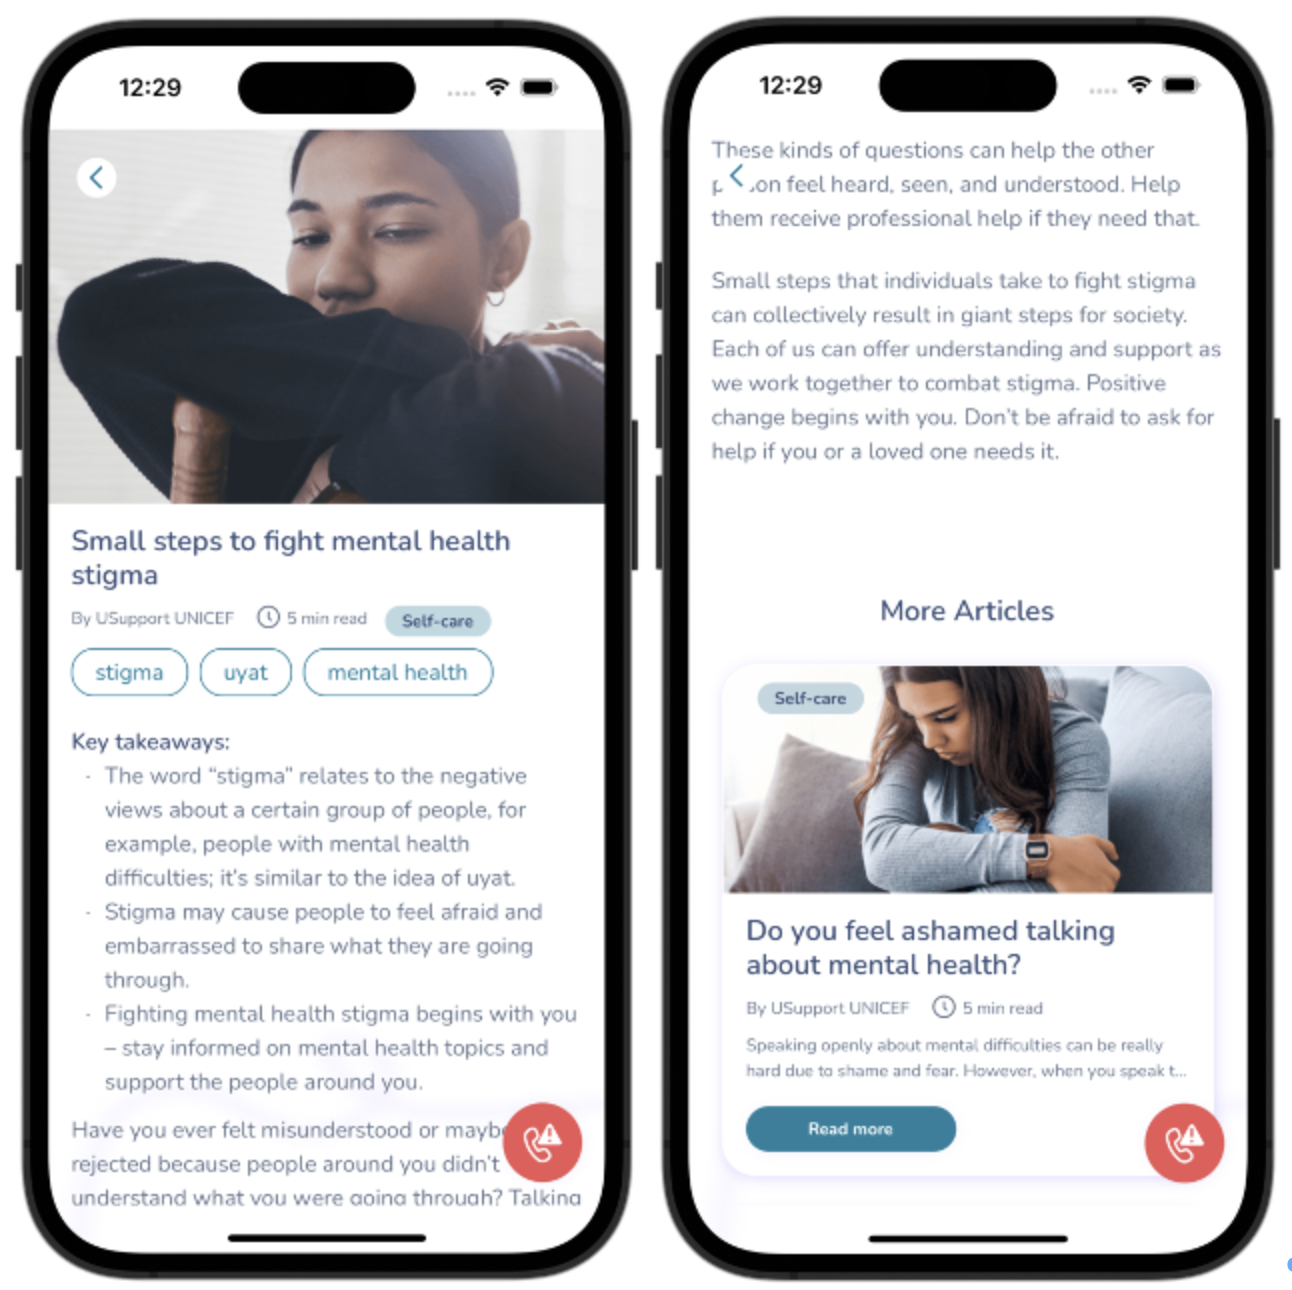 12:29
Small steps to fight mental health
stigma
By USupport UNICEF 5 min read Self-care
stigma uyat mental health
Key takeaways:
- The word “stigma” relates to the negative
views about a certain group of people, for
example, people with mental health
difficulties; it's similar to the idea of uyat.
- Stigma may cause people to feel afraid and
embarrassed to share what they are going
through.
- Fighting mental health stigma begins with you
– stay informed on mental health topics and
support the people around you.
Have you ever felt misunderstood or maybe
rejected because people around you didn't
understand what you were going through? Talking
12:29
These kinds of questions can help the other
feel heard, seen, and understood. Help
them receive professional help if they need that.
Small steps that individuals take to fight stigma
can collectively result in giant steps for society.
Each of us can offer understanding and support as
we work together to combat stigma. Positive
change begins with you. Don't be afraid to ask for
help if you or a loved one needs it.
More Articles
Self-care
Do you feel ashamed talking
about mental health?
By USupport UNICEF 5 min read
Speaking openly about mental difficulties can be really
hard due to shame and fear. However, when you speak t...
Read more